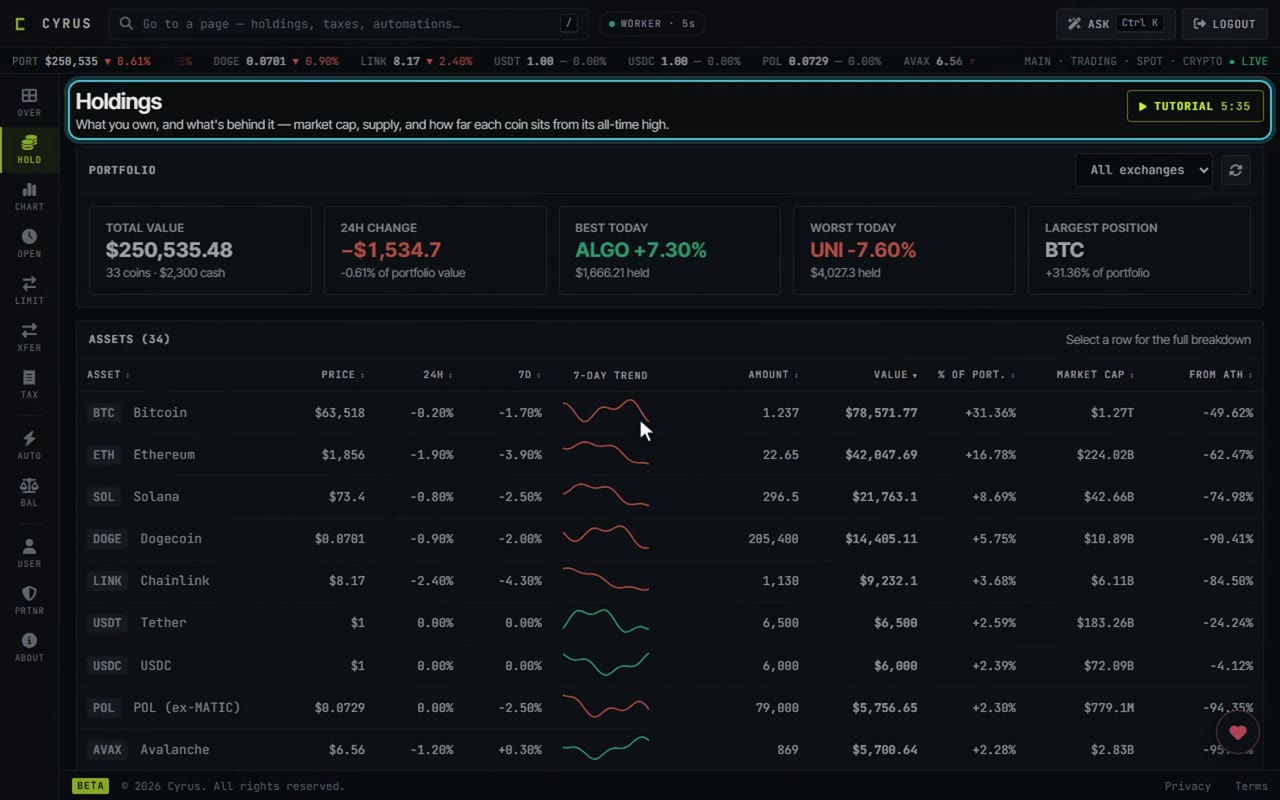 CYRUS
Go to a page — holdings, taxes, automations…
/
WORKER · 5s
ASK Ctrl K
LOGOUT
PORT $250,535 ▼ 0.61% DOGE 0.0701 ▼ 0.90% LINK 8.17 ▼ 2.40% USDT 1.00 — 0.00% USDC 1.00 — 0.00% POL 0.0729 — 0.00% AVAX 6.56 ▼
MAIN · TRADING · SPOT · CRYPTO ● LIVE
OVER
HOLD
CHART
OPEN
LIMIT
XFER
TAX
AUTO
BAL
USER
PRTNR
ABOUT
Holdings
What you own, and what's behind it — market cap, supply, and how far each coin sits from its all-time high.
▶ TUTORIAL 5:35
PORTFOLIO
All exchanges
TOTAL VALUE
$250,535.48
33 coins · $2,300 cash
24H CHANGE
−$1,534.7
-0.61% of portfolio value
BEST TODAY
ALGO +7.30%
$1,666.21 held
WORST TODAY
UNI -7.60%
$4,027.3 held
LARGEST POSITION
BTC
+31.36% of portfolio
ASSETS (34)
Select a row for the full breakdown
ASSET PRICE 24H 7D 7-DAY TREND AMOUNT VALUE ▼ % OF PORT. MARKET CAP FROM ATH
BTC Bitcoin $63,518 -0.20% -1.70% 1.237 $78,571.77 +31.36% $1.27T -49.62%
ETH Ethereum $1,856 -1.90% -3.90% 22.65 $42,047.69 +16.78% $224.02B -62.47%
SOL Solana $73.4 -0.80% -2.50% 296.5 $21,763.1 +8.69% $42.66B -74.98%
DOGE Dogecoin $0.0701 -0.90% -2.00% 205,400 $14,405.11 +5.75% $10.89B -90.41%
LINK Chainlink $8.17 -2.40% -4.30% 1,130 $9,232.1 +3.68% $6.11B -84.50%
USDT Tether $1 0.00% 0.00% 6,500 $6,500 +2.59% $183.26B -24.24%
USDC USDC $1 0.00% 0.00% 6,000 $6,000 +2.39% $72.09B -4.12%
POL POL (ex-MATIC) $0.0729 0.00% -2.50% 79,000 $5,756.65 +2.30% $779.1M -94.35%
AVAX Avalanche $6.56 -1.20% +0.30% 869 $5,700.64 +2.28% $2.83B
BETA © 2026 Cyrus. All rights reserved.
Privacy Terms